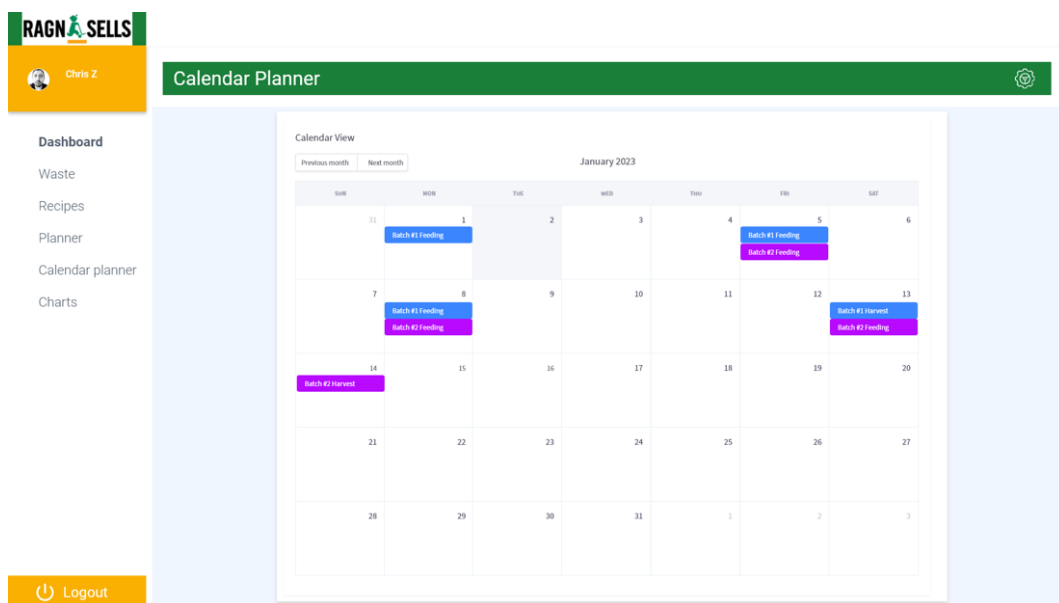 RAGN SELLS
Chris Z
Calendar Planner
Dashboard
Waste
Recipes
Planner
Calendar planner
Charts
Logout
Calendar View
Previous month Next month
January 2023
SUN MON TUE WED THU FRI SAT
31 1 2 3 4 5 6
Batch #1 Feeding Batch #1 Feeding
Batch #2 Feeding
7 8 9 10 11 12 13
Batch #1 Feeding Batch #1 Harvest
Batch #2 Feeding Batch #2 Feeding
14 15 16 17 18 19 20
Batch #2 Harvest
21 22 23 24 25 26 27
28 29 30 31 1 2 3